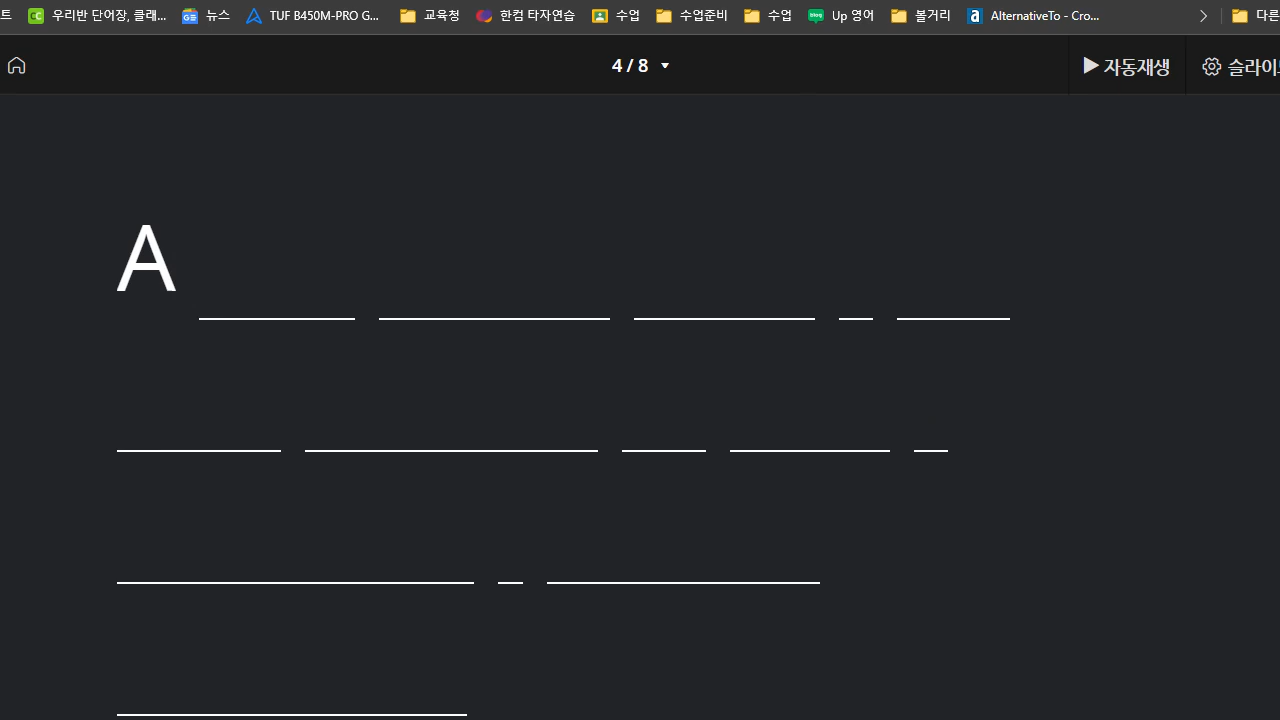 트 우리반 단어장, 클래... 뉴스 TUF B450M-PRO G... 교육청 한컴 타자연습 수업 수업준비 수업 Up 영어 볼거리 AlternativeTo - Cro... 다른
4 / 8 자동재생 슬라이드
A